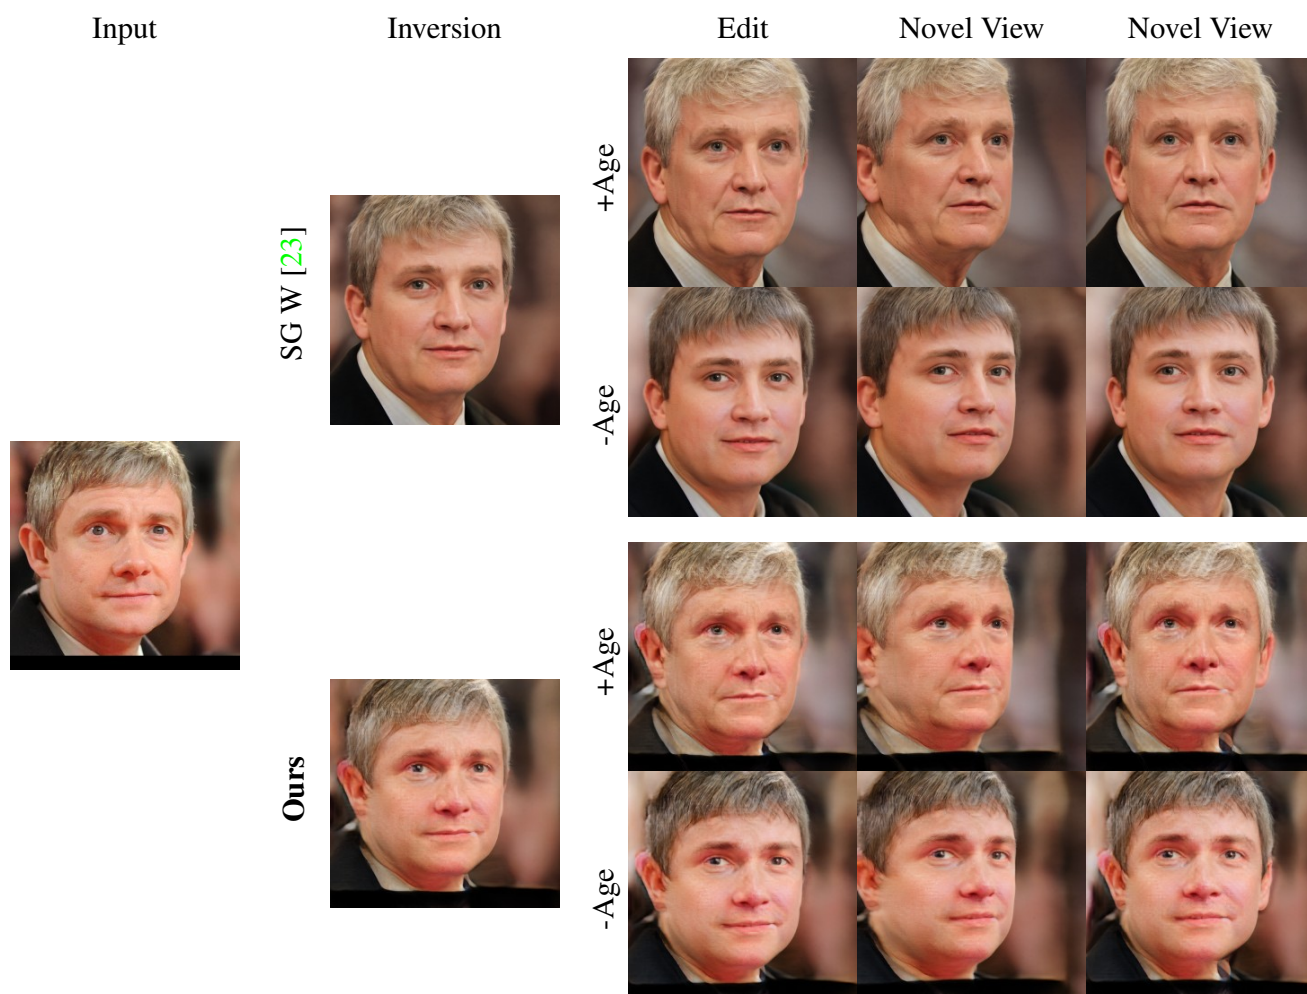 Input
Inversion
Edit
Novel View
Novel View
SG W [23]
+Age
-Age
Ours
+Age
-Age